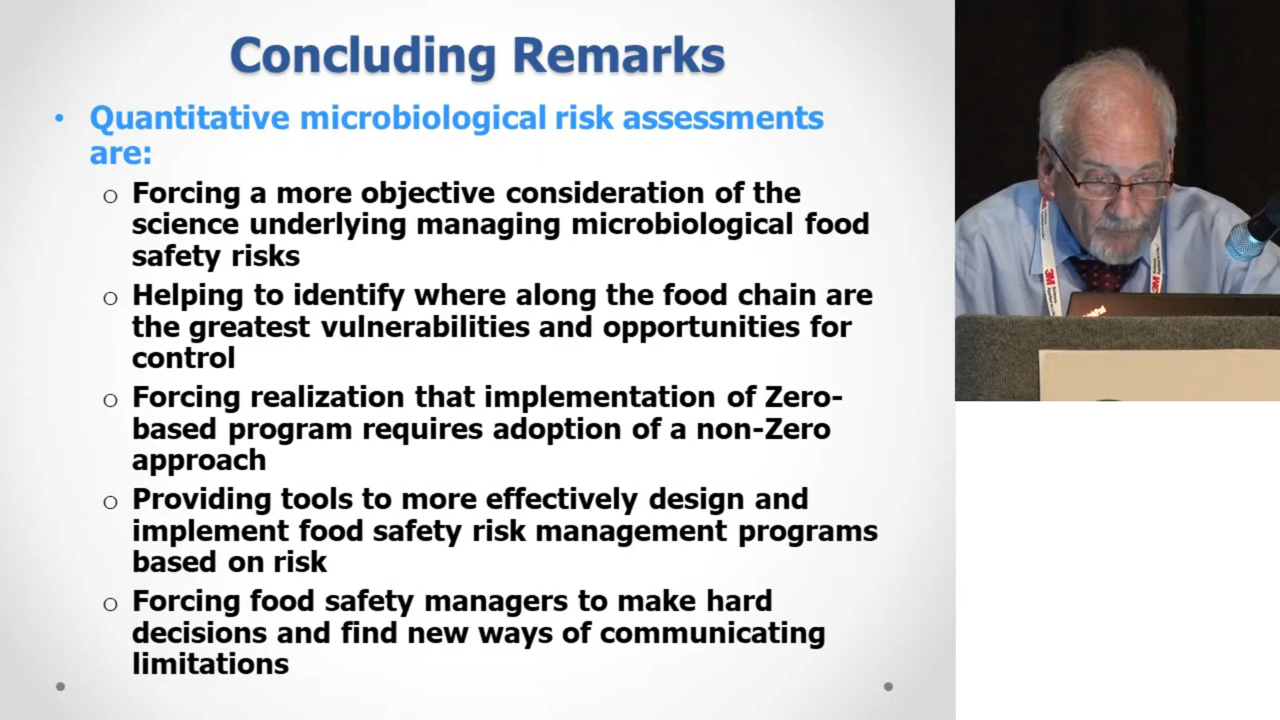 Concluding Remarks
• Quantitative microbiological risk assessments
are:
o Forcing a more objective consideration of the
science underlying managing microbiological food
safety risks
o Helping to identify where along the food chain are
the greatest vulnerabilities and opportunities for
control
o Forcing realization that implementation of Zero-
based program requires adoption of a non-Zero
approach
o Providing tools to more effectively design and
implement food safety risk management programs
based on risk
o Forcing food safety managers to make hard
decisions and find new ways of communicating
limitations
3M
3M